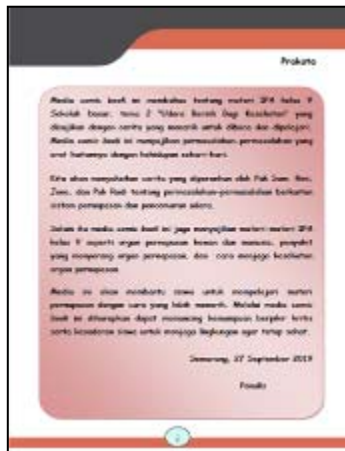 Prakata
Media comic book ini membahas tentang materi IPA kelas V
Sekolah Dasar, tema 2 "Udara Bersih Bagi Kesehatan" yang
disajikan dengan cerita yang menarik untuk dibaca dan dipelajari.
Media comic book ini menyajikan permasalahan-permasalahan yang
erat kaitannya dengan kehidupan sehari-hari.
Kita akan menyaksikan cerita yang diperankan oleh Pak
dan Pak Budi tentang permasalahan-permasalahan berkaitan
sistem pernapasan dan pencemaran udara.
Selain itu media comic book ini juga menyajikan materi-materi IPA
kelas V seperti organ pernapasan hewan dan manusia, penyakit
yang menyerang organ pernapasan, dan cara menjaga kesehatan
organ pernapasan.
Media ini akan membantu siswa untuk mempelajari materi
pernapasan dengan cara yang lebih menarik. Melalui media comic
book ini diharapkan dapat merangsang kemampuan berpikir kritis
serta kesadaran siswa untuk menjaga lingkungan agar tetap sehat.
Semarang, 27 September 2019
Penulis